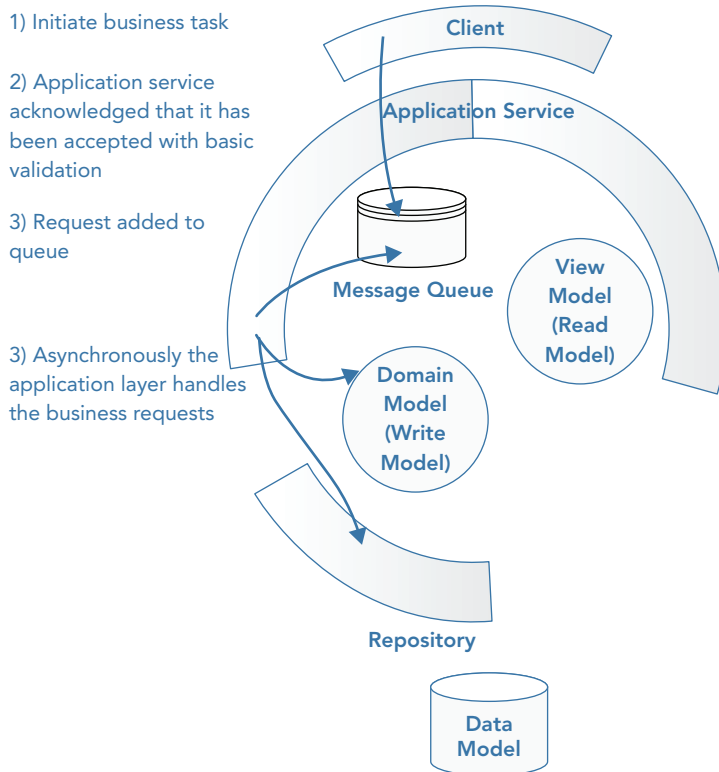 1) Initiate business task
2) Application service
acknowledged that it has
been accepted with basic
validation
3) Request added to
queue
3) Asynchronously the
application layer handles
the business requests
Client
Application Service
Message Queue
View
Model
(Read
Model)
Domain
Model
(Write
Model)
Repository
Data
Model